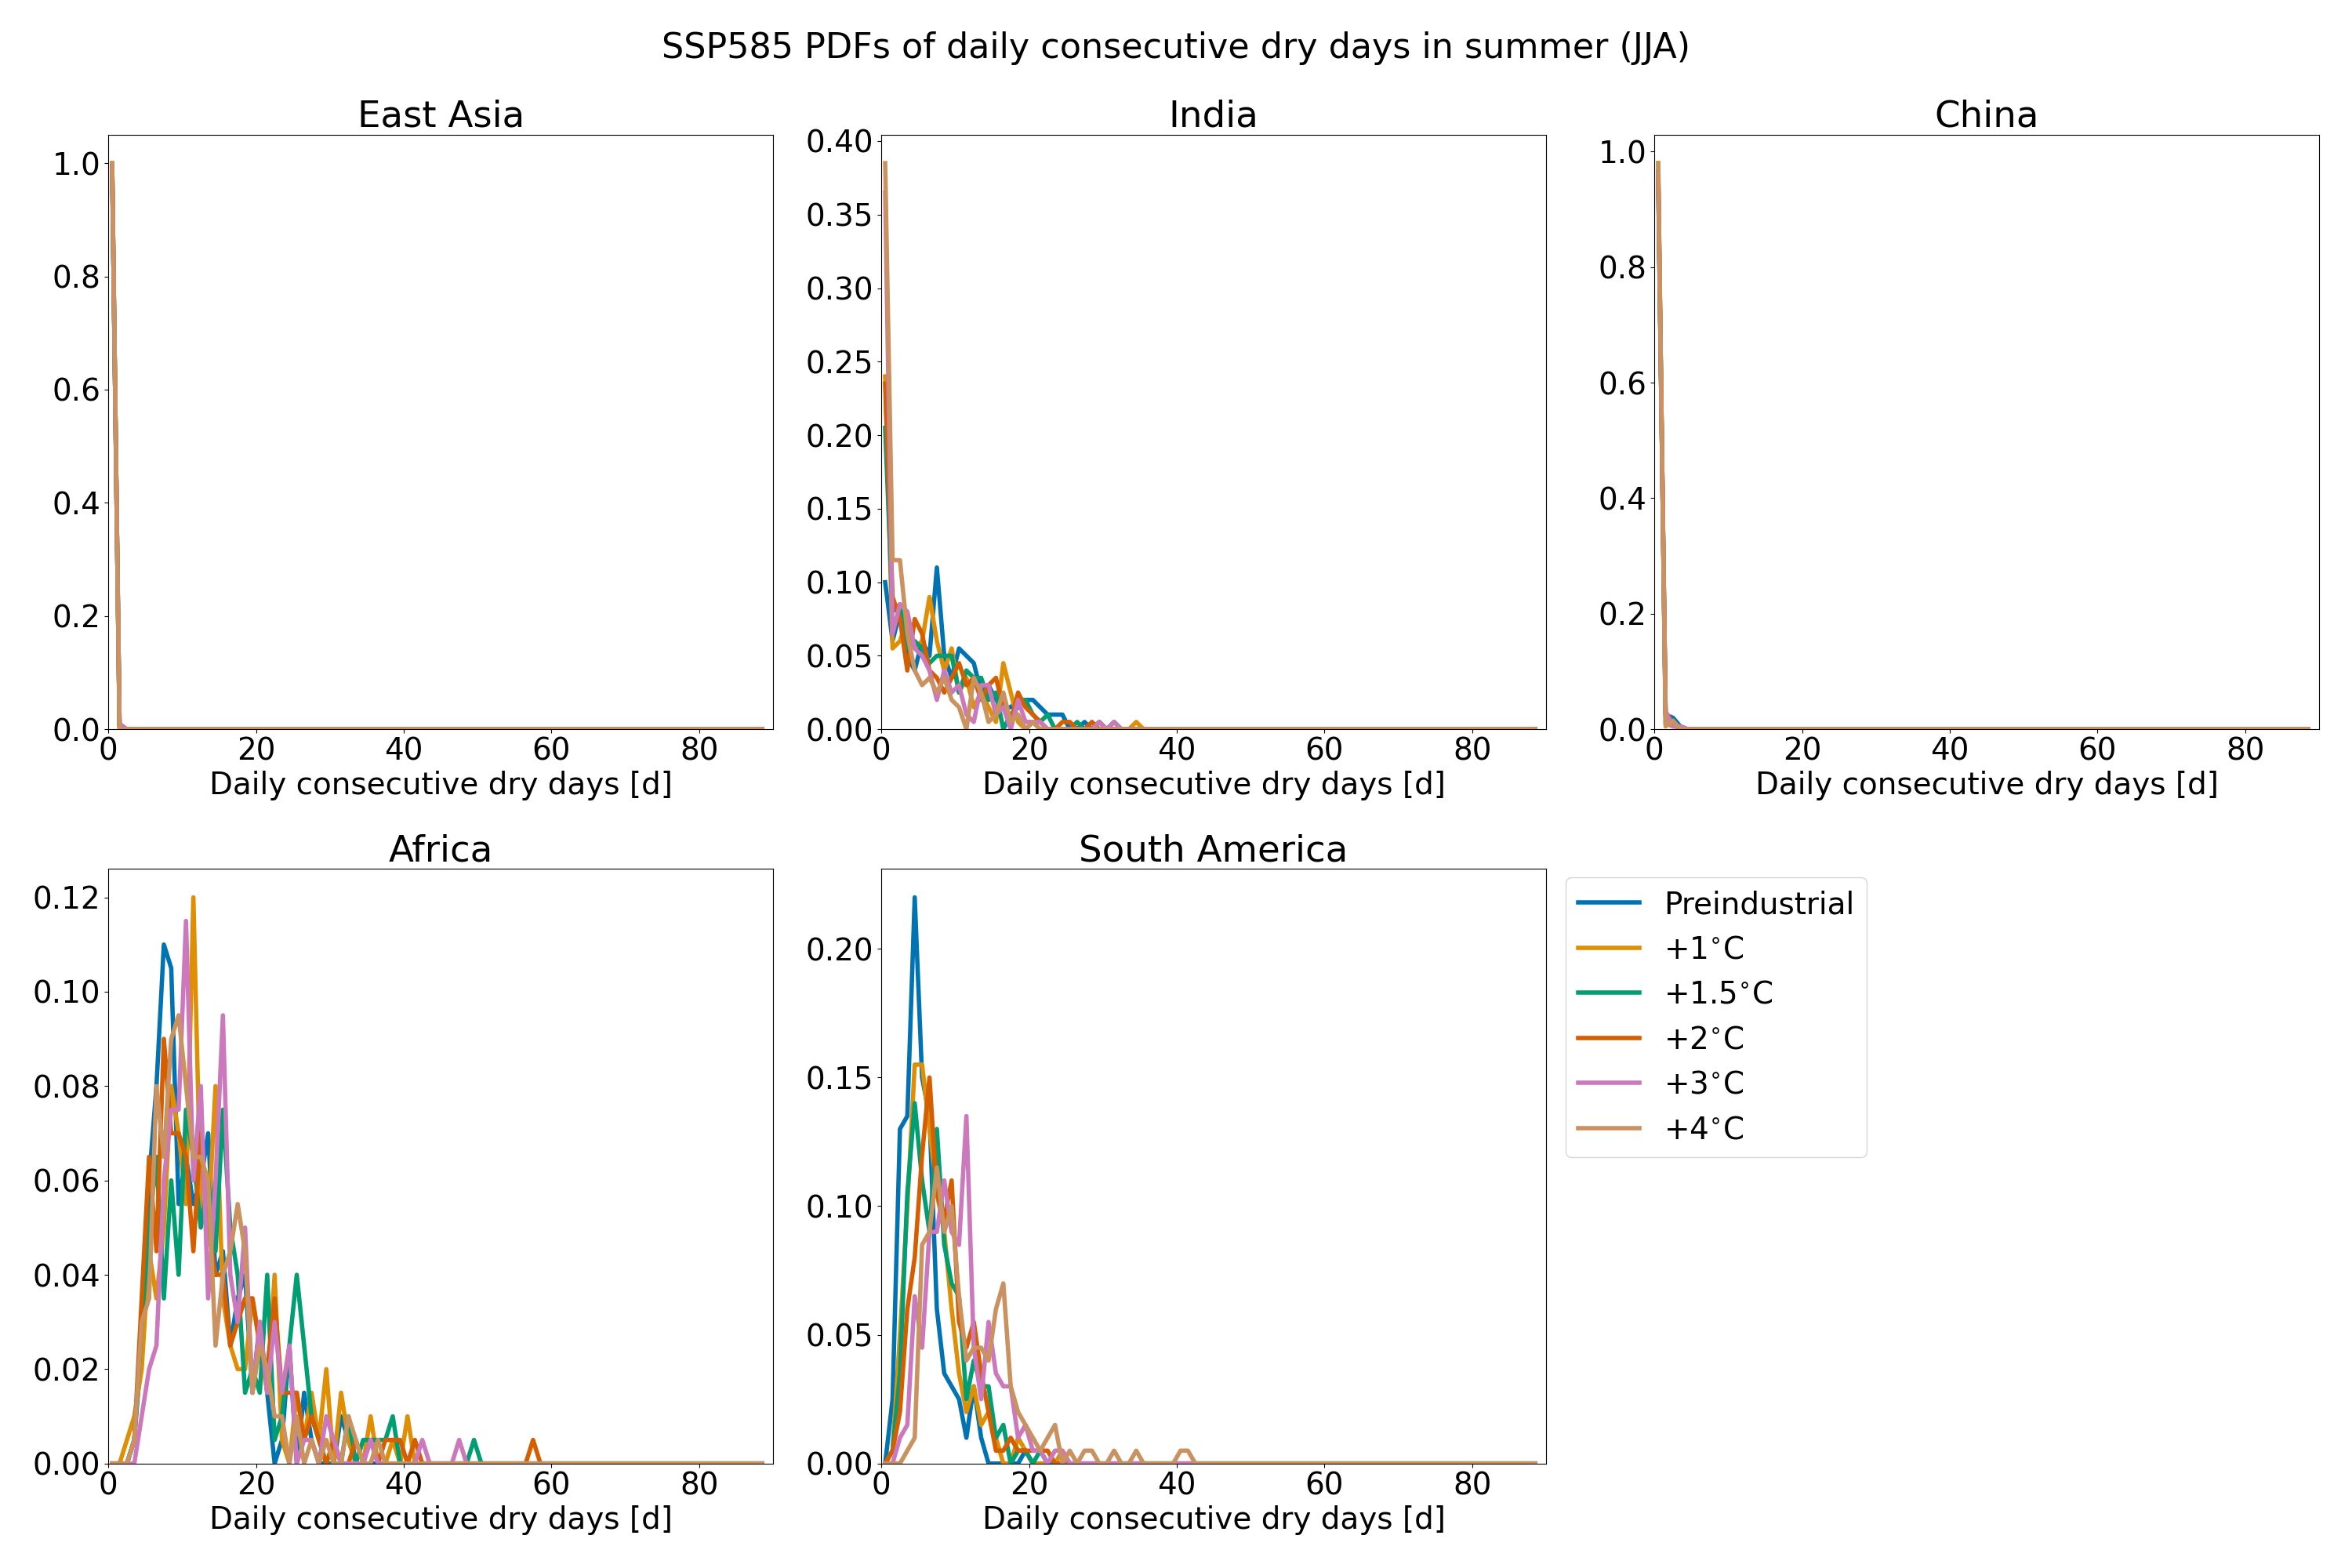 SSP585 PDFs of daily consecutive dry days in summer (JJA)
East Asia
1.0
0.8
0.6
0.4
0.2
0.0
0 20 40 60 80
Daily consecutive dry days [d]
India
0.40
0.35
0.30
0.25
0.20
0.15
0.10
0.05
0.00
0 20 40 60 80
Daily consecutive dry days [d]
China
1.0
0.8
0.6
0.4
0.2
0.0
0 20 40 60 80
Daily consecutive dry days [d]
Africa
0.12
0.10
0.08
0.06
0.04
0.02
0.00
0 20 40 60 80
Daily consecutive dry days [d]
South America
0.20
0.15
0.10
0.05
0.00
0 20 40 60 80
Daily consecutive dry days [d]
Preindustrial
+1°C
+1.5°C
+2°C
+3°C
+4°C